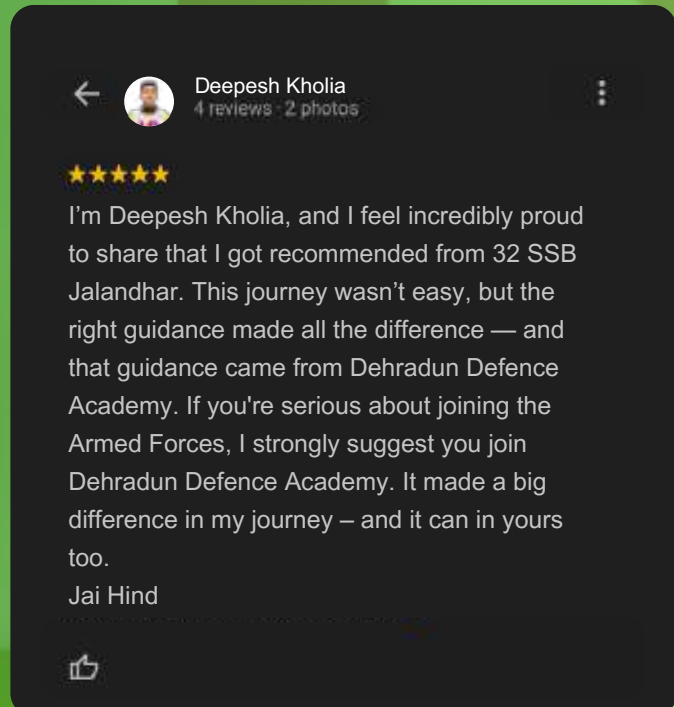 Deepesh Kholia
4 reviews · 2 photos
I’m Deepesh Kholia, and I feel incredibly proud
to share that I got recommended from 32 SSB
Jalandhar. This journey wasn’t easy, but the
right guidance made all the difference — and
that guidance came from Dehradun Defence
Academy. If you're serious about joining the
Armed Forces, I strongly suggest you join
Dehradun Defence Academy. It made a big
difference in my journey – and it can in yours
too.
Jai Hind